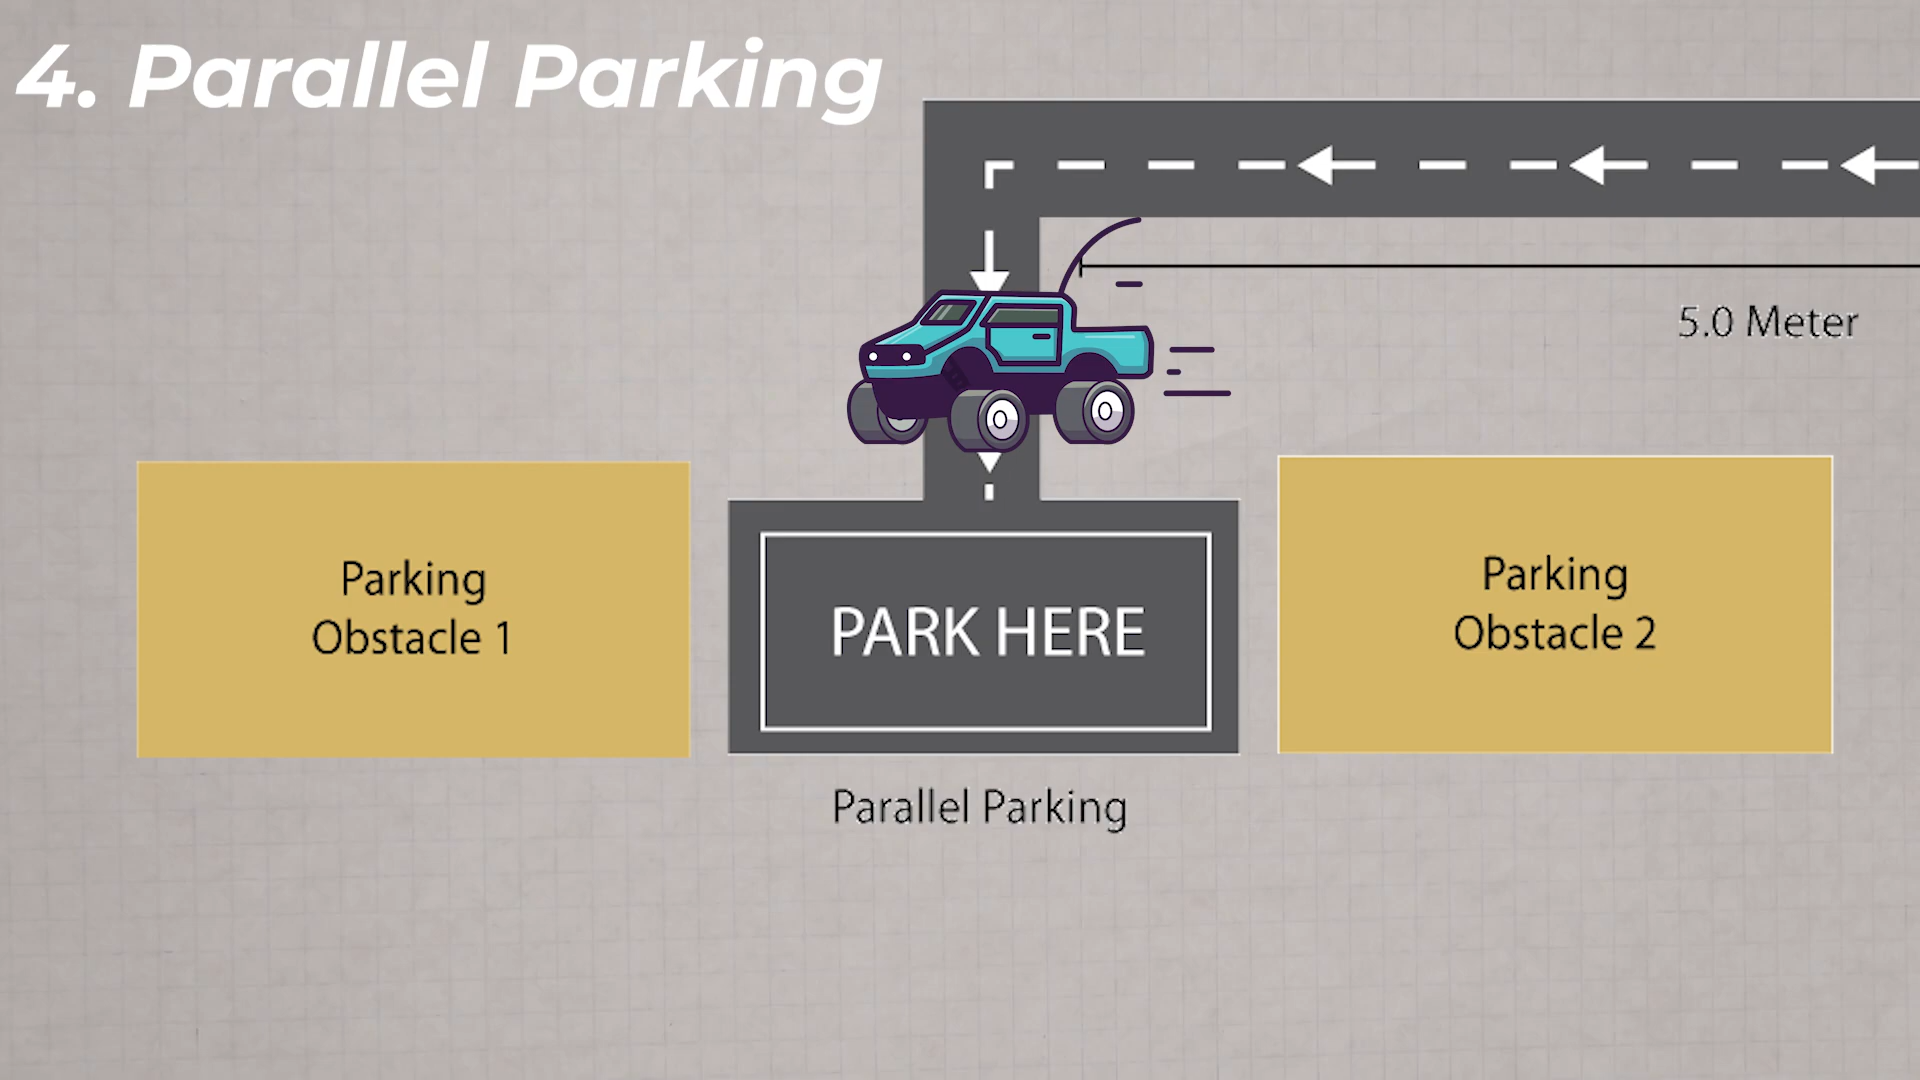 4. Parallel Parking
5.0 Meter
Parking
Obstacle 1
PARK HERE
Parking
Obstacle 2
Parallel Parking